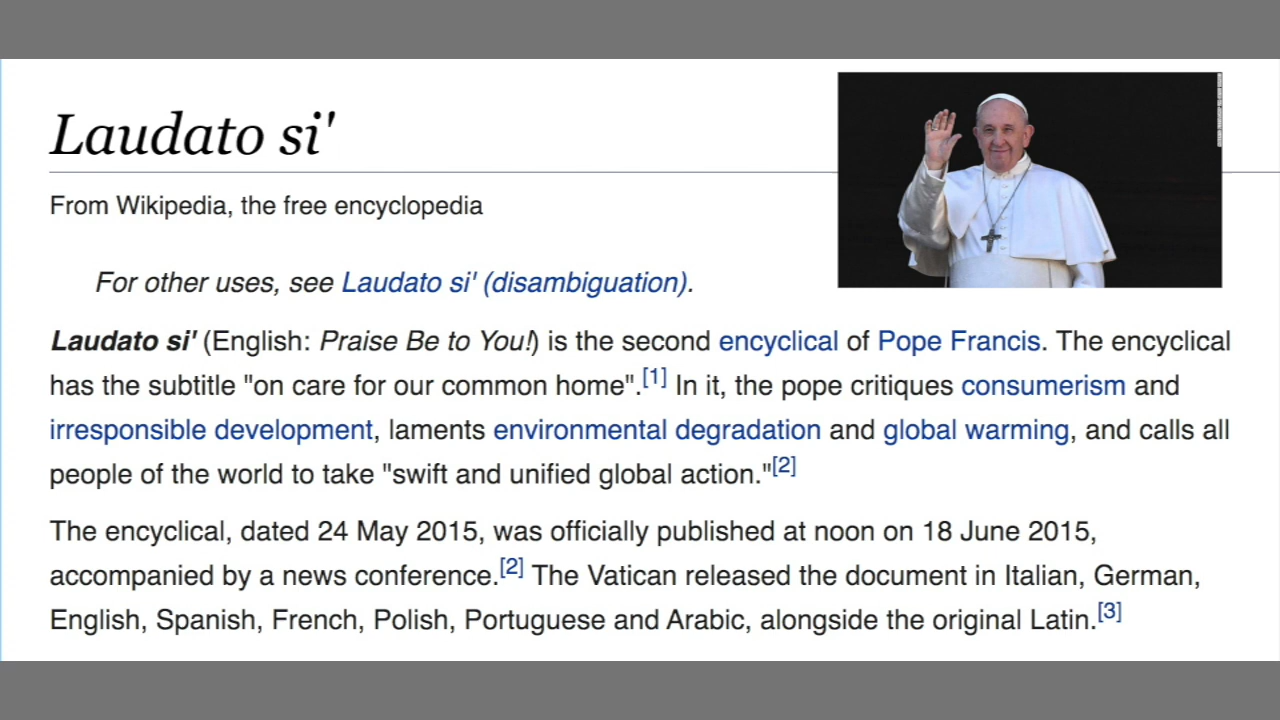 Laudato si'
From Wikipedia, the free encyclopedia
For other uses, see Laudato si' (disambiguation).
Laudato si' (English: Praise Be to You!) is the second encyclical of Pope Francis. The encyclical
has the subtitle "on care for our common home".[1] In it, the pope critiques consumerism and
irresponsible development, laments environmental degradation and global warming, and calls all
people of the world to take "swift and unified global action."[2]
The encyclical, dated 24 May 2015, was officially published at noon on 18 June 2015,
accompanied by a news conference.[2] The Vatican released the document in Italian, German,
English, Spanish, French, Polish, Portuguese and Arabic, alongside the original Latin.[3]